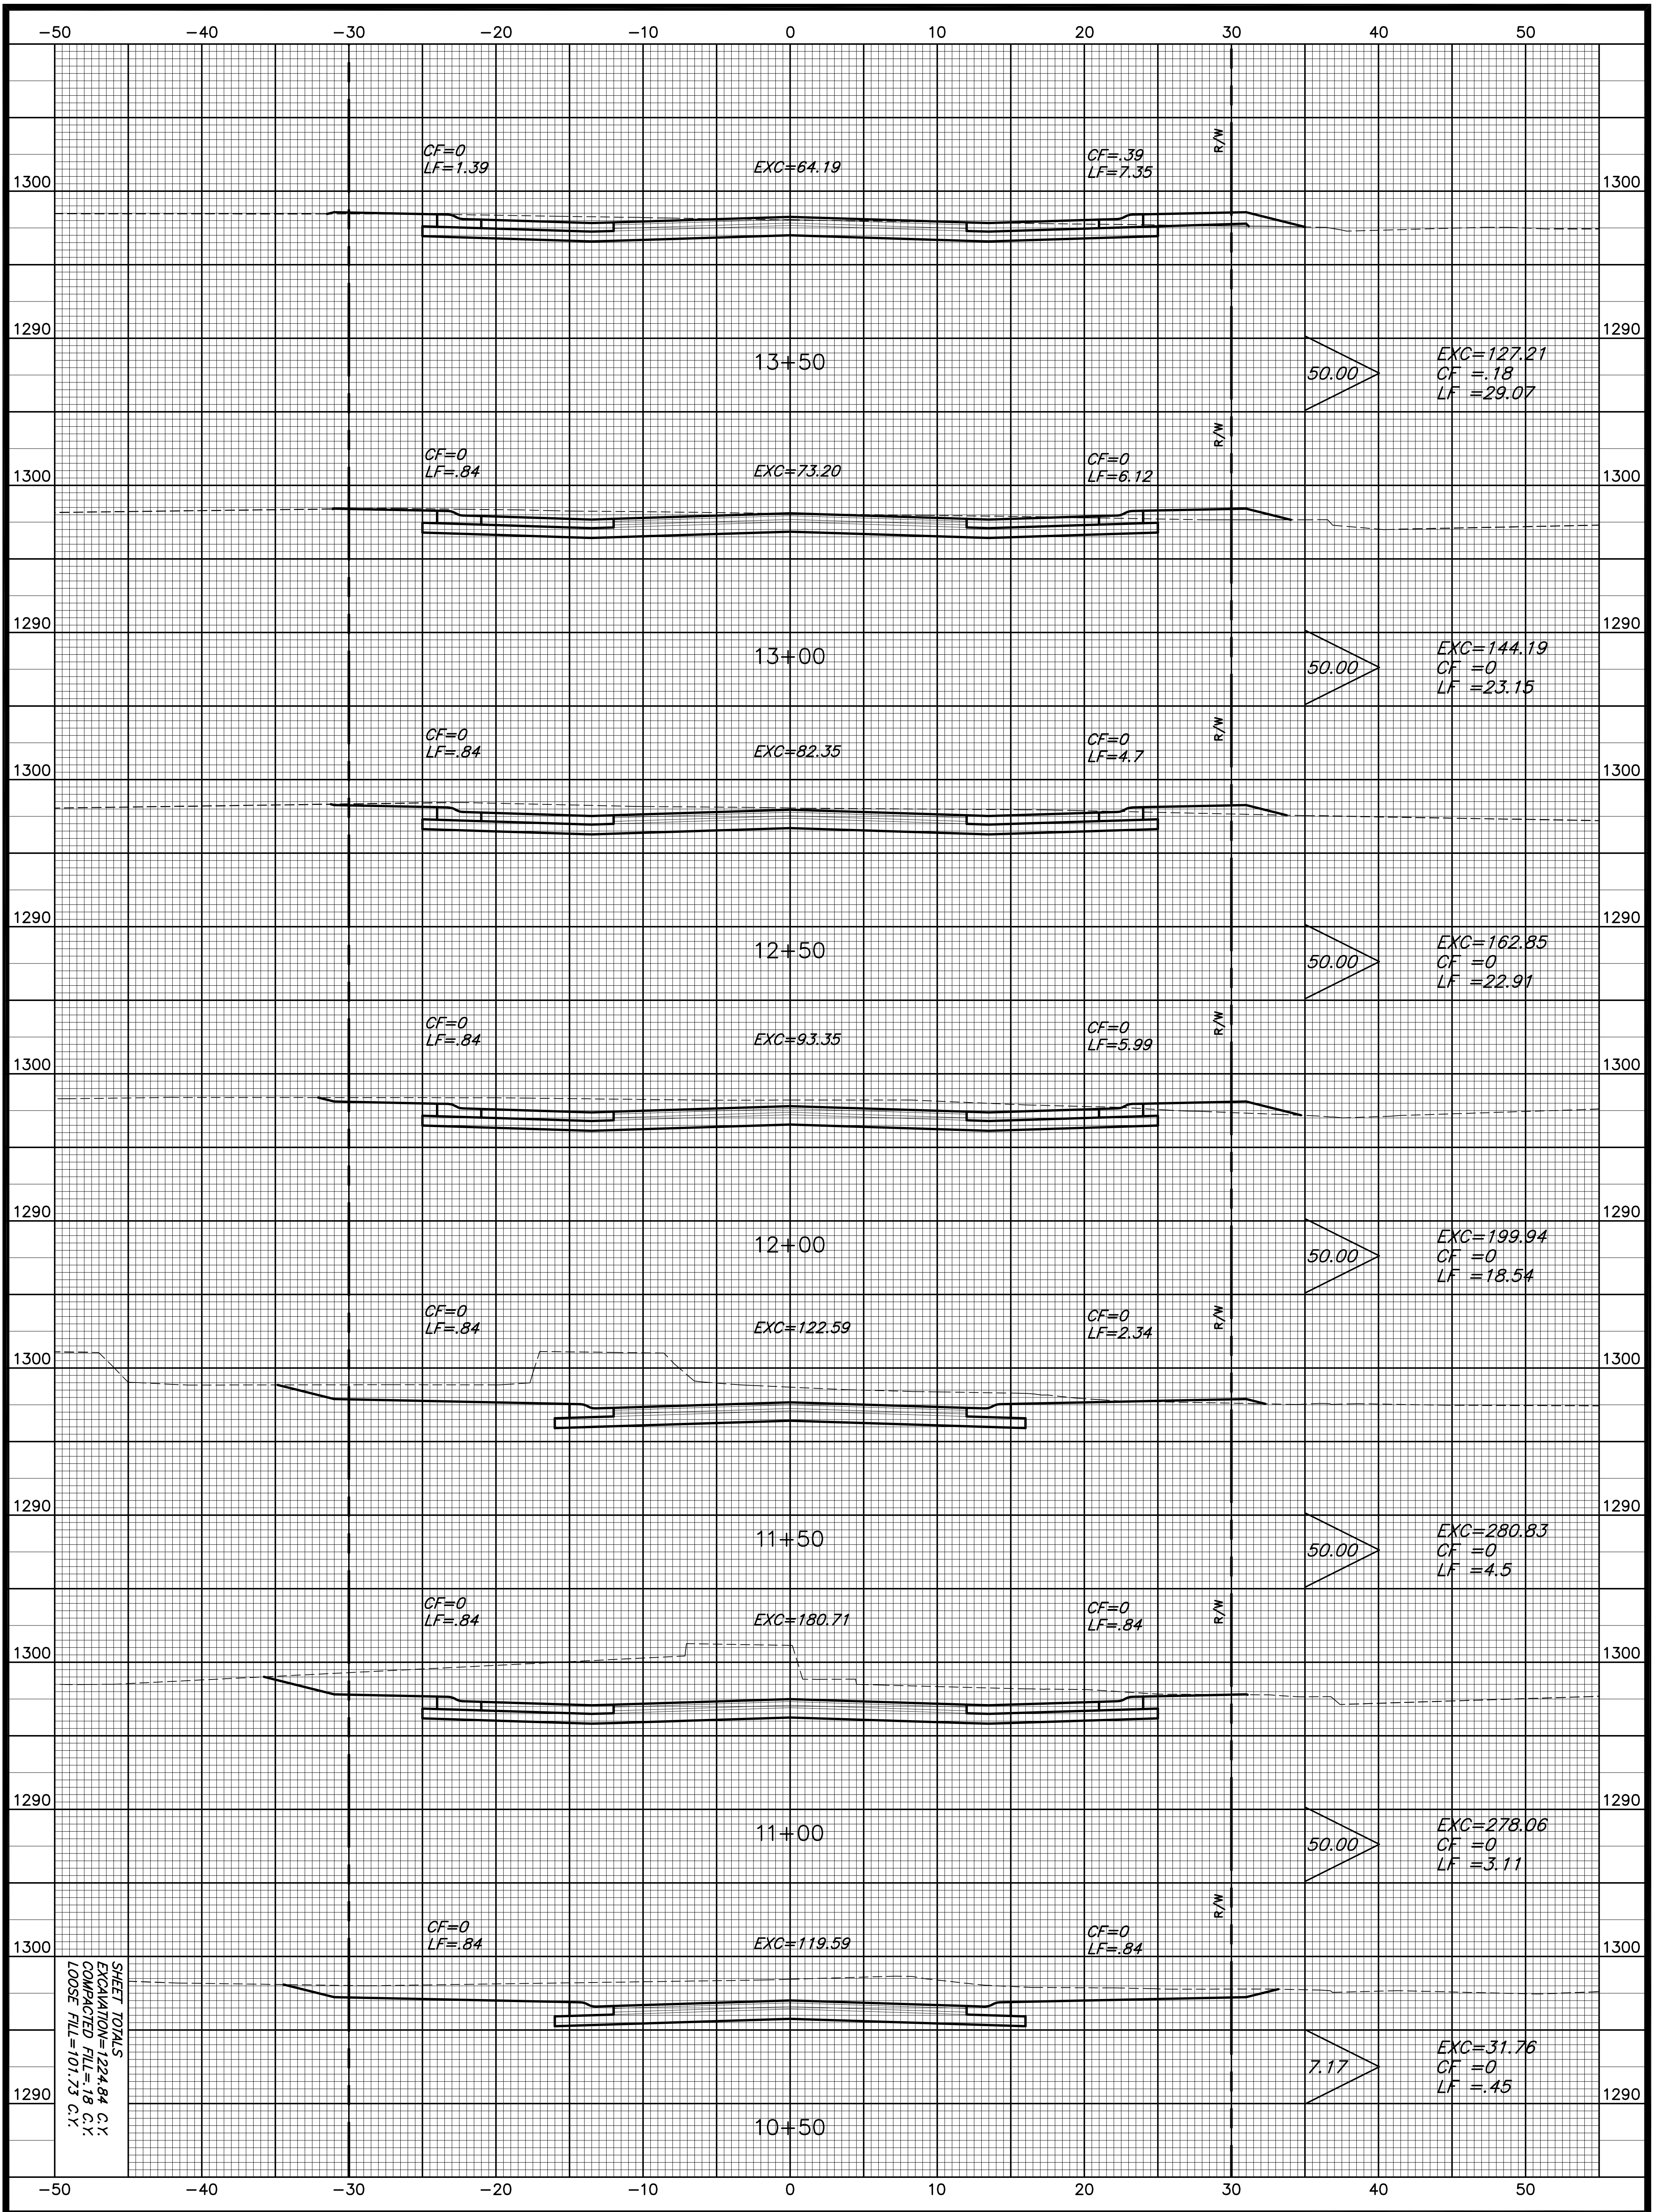 -50 -40 -30 -20 -10 0 10 20 30 40 50
R/W
CF=0
LF=1.39
EXC=64.19
CF=.39
LF=7.35
1300 1300
1290 1290
13+50
50.00
EXC=127.21
CF =.18
LF =29.07
R/W
CF=0
LF=.84
EXC=73.20
CF=0
LF=6.12
1300 1300
1290 1290
13+00
50.00
EXC=144.19
CF =0
LF =23.15
R/W
CF=0
LF=.84
EXC=82.35
CF=0
LF=4.7
1300 1300
1290 1290
12+50
50.00
EXC=162.85
CF =0
LF =22.91
R/W
CF=0
LF=.84
EXC=93.35
CF=0
LF=5.99
1300 1300
1290 1290
12+00
50.00
EXC=199.94
CF =0
LF =18.54
R/W
CF=0
LF=.84
EXC=122.59
CF=0
LF=2.34
1300 1300
1290 1290
11+50
50.00
EXC=280.83
CF =0
LF =4.5
R/W
CF=0
LF=.84
EXC=180.71
CF=0
LF=.84
1300 1300
1290 1290
11+00
50.00
EXC=278.06
CF =0
LF =3.11
R/W
CF=0
LF=.84
EXC=119.59
CF=0
LF=.84
1300 1300
7.17
EXC=31.76
CF =0
LF =.45
1290 1290
10+50
SHEET TOTALS
EXCAVATION=1224.84 C.Y.
COMPACTED FILL=.18 C.Y.
LOOSE FILL=101.73 C.Y.
-50 -40 -30 -20 -10 0 10 20 30 40 50